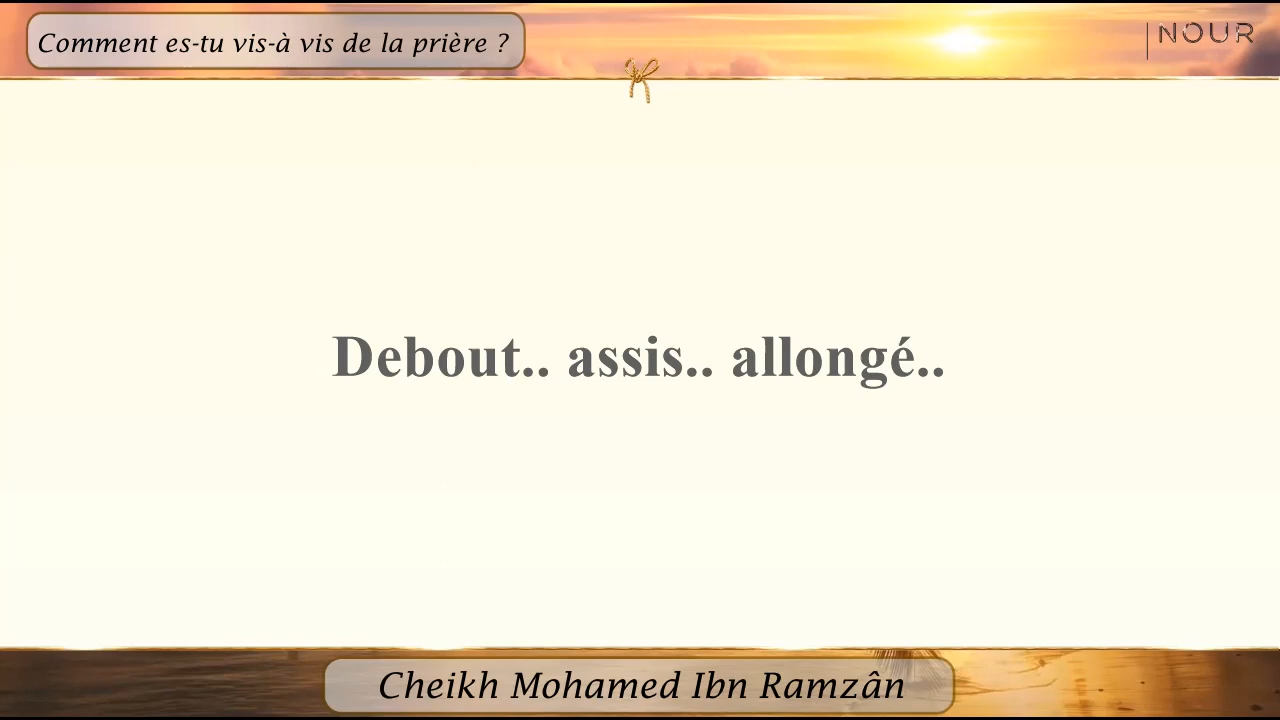 Comment es-tu vis-à vis de la prière ?
NOUR
Debout.. assis.. allongé..
Cheikh Mohamed Ibn Ramzân